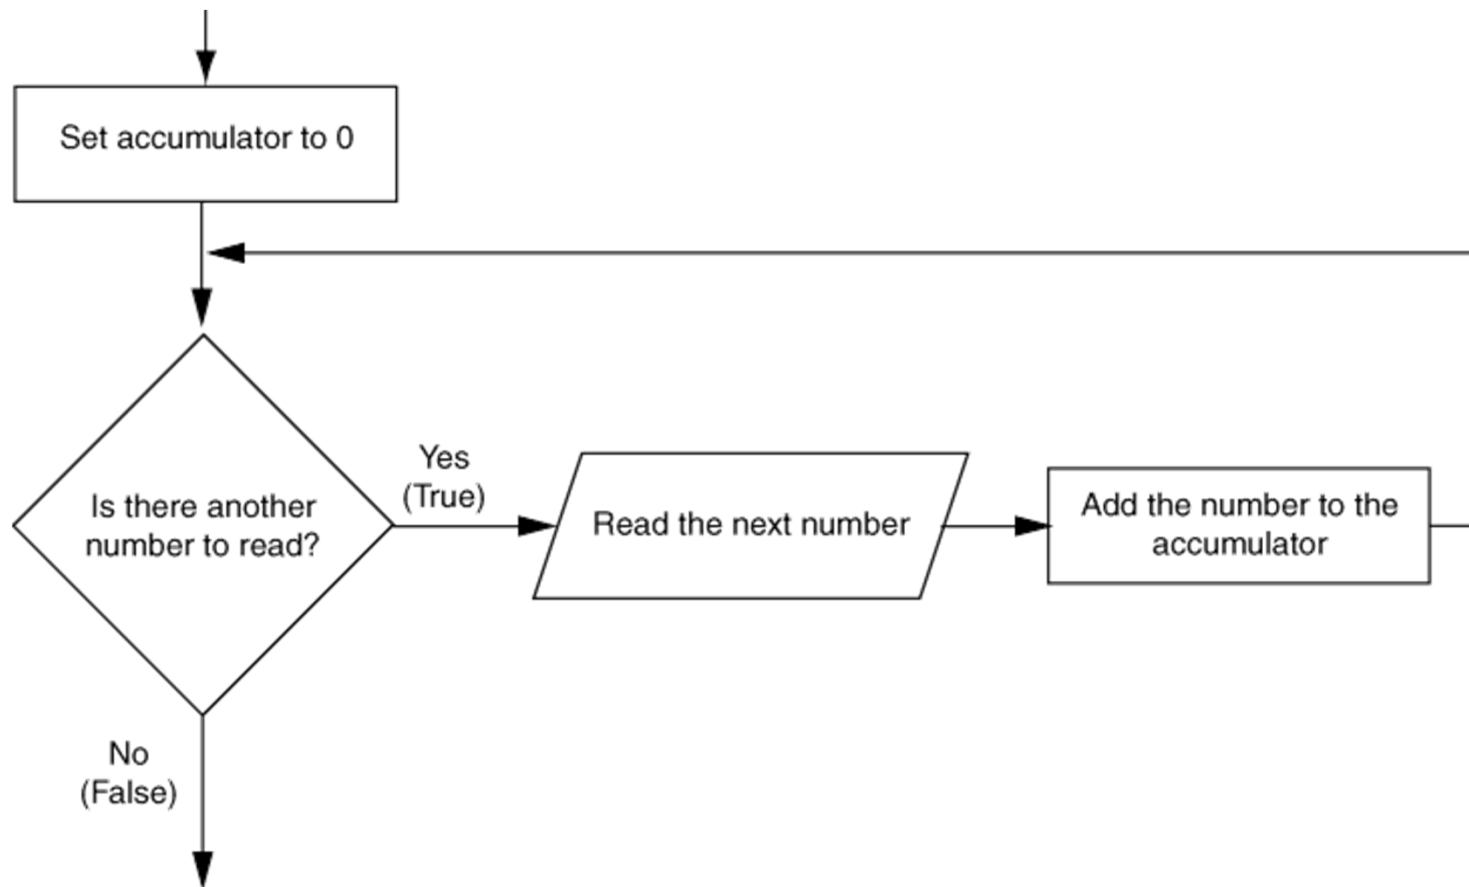 Set accumulator to 0
Is there another
number to read?
Yes
(True)
Read the next number
Add the number to the
accumulator
No
(False)